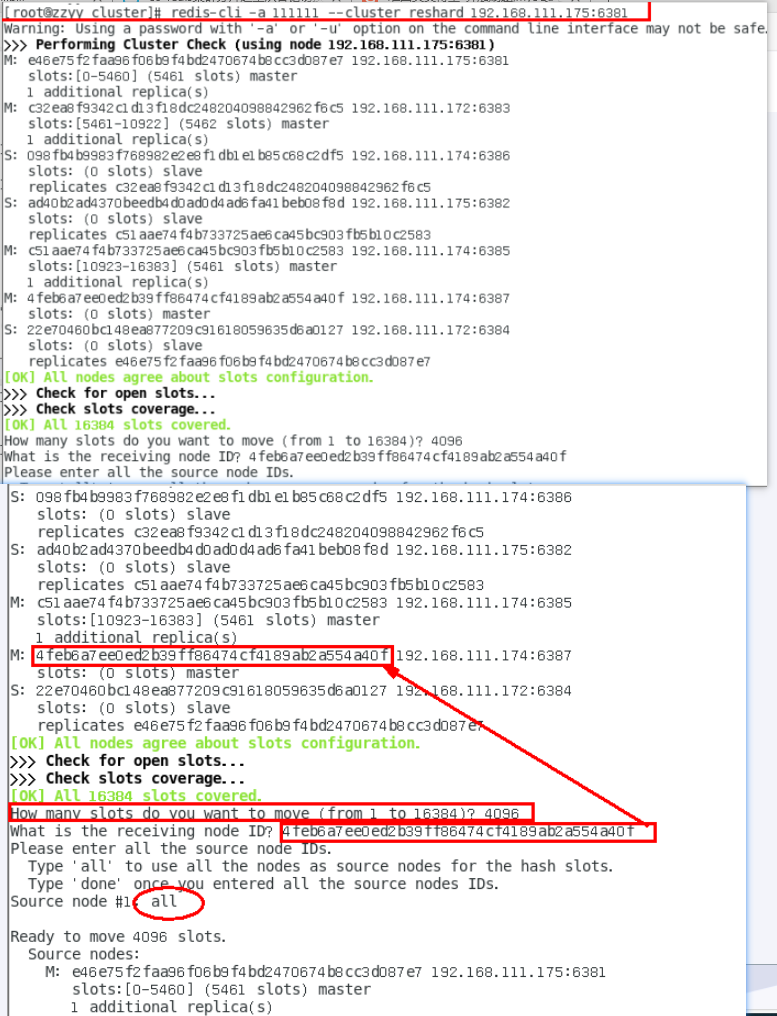 [root@zzyy cluster]# redis-cli -a 111111 --cluster reshard 192.168.111.175:6381
Warning: Using a password with '-a' or '-u' option on the command line interface may not be safe.
>>> Performing Cluster Check (using node 192.168.111.175:6381)
M: e46e75f2faa96f06b9f4bd2470674b8cc3d087e7 192.168.111.175:6381
slots:[0-5460] (5461 slots) master
1 additional replica(s)
M: c32ea8f9342c1d13f18dc248204098842962f6c5 192.168.111.172:6383
slots:[5461-10922] (5462 slots) master
1 additional replica(s)
S: 098fb4b9983f768982e2e8f1db1e1b85c68c2df5 192.168.111.174:6386
slots: (0 slots) slave
replicates c32ea8f9342c1d13f18dc248204098842962f6c5
S: ad40b2ad4370beedb4d0ad0d4ad6fa41beb08f8d 192.168.111.175:6382
slots: (0 slots) slave
replicates c51aae74f4b733725ae6ca45bc903fb5b10c2583
M: c51aae74f4b733725ae6ca45bc903fb5b10c2583 192.168.111.174:6385
slots:[10923-16383] (5461 slots) master
1 additional replica(s)
M: 4feb6a7ee0ed2b39ff86474cf4189ab2a554a40f 192.168.111.174:6387
slots: (0 slots) master
S: 22e70460bc148ea877209c91618059635d6a0127 192.168.111.172:6384
slots: (0 slots) slave
replicates e46e75f2faa96f06b9f4bd2470674b8cc3d087e7
[OK] All nodes agree about slots configuration.
>>> Check for open slots...
>>> Check slots coverage...
[OK] All 16384 slots covered.
How many slots do you want to move (from 1 to 16384)? 4096
What is the receiving node ID? 4feb6a7ee0ed2b39ff86474cf4189ab2a554a40f
Please enter all the source node IDs.
S: 098fb4b9983f768982e2e8f1db1e1b85c68c2df5 192.168.111.174:6386
slots: (0 slots) slave
replicates c32ea8f9342c1d13f18dc248204098842962f6c5
S: ad40b2ad4370beedb4d0ad0d4ad6fa41beb08f8d 192.168.111.175:6382
slots: (0 slots) slave
replicates c51aae74f4b733725ae6ca45bc903fb5b10c2583
M: c51aae74f4b733725ae6ca45bc903fb5b10c2583 192.168.111.174:6385
slots:[10923-16383] (5461 slots) master
1 additional replica(s)
M: 4feb6a7ee0ed2b39ff86474cf4189ab2a554a40f 192.168.111.174:6387
slots: (0 slots) master
S: 22e70460bc148ea877209c91618059635d6a0127 192.168.111.172:6384
slots: (0 slots) slave
replicates e46e75f2faa96f06b9f4bd2470674b8cc3d087e7
[OK] All nodes agree about slots configuration.
>>> Check for open slots...
>>> Check slots coverage...
[OK] All 16384 slots covered.
How many slots do you want to move (from 1 to 16384)? 4096
What is the receiving node ID? 4feb6a7ee0ed2b39ff86474cf4189ab2a554a40f
Please enter all the source node IDs.
Type 'all' to use all the nodes as source nodes for the hash slots.
Type 'done' once you entered all the source nodes IDs.
Source node #1: all
Ready to move 4096 slots.
Source nodes:
M: e46e75f2faa96f06b9f4bd2470674b8cc3d087e7 192.168.111.175:6381
slots:[0-5460] (5461 slots) master
1 additional replica(s)